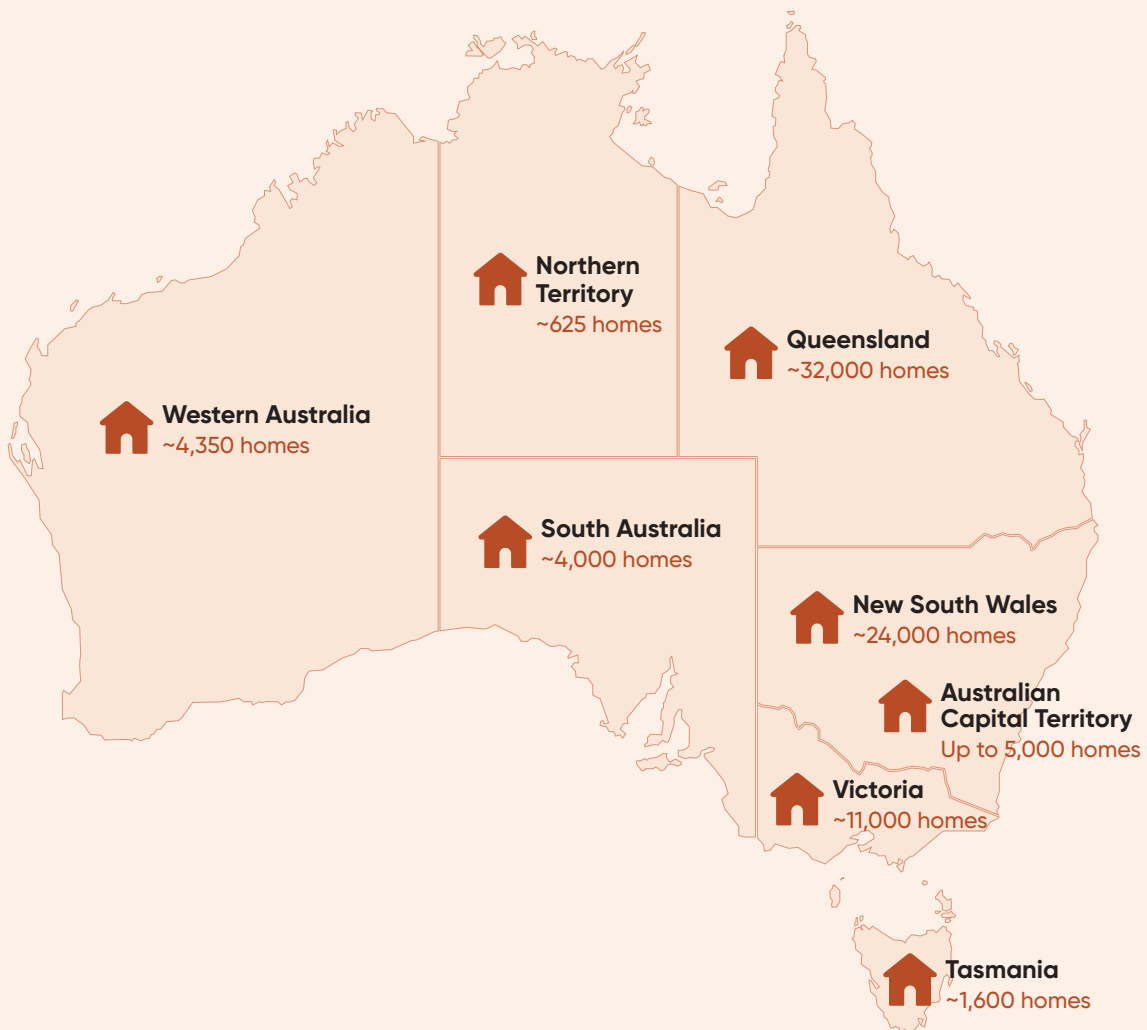 Northern
Territory
~625 homes
Queensland
~32,000 homes
Western Australia
~4,350 homes
South Australia
~4,000 homes
New South Wales
~24,000 homes
Australian
Capital Territory
Up to 5,000 homes
Victoria
~11,000 homes
Tasmania
~1,600 homes